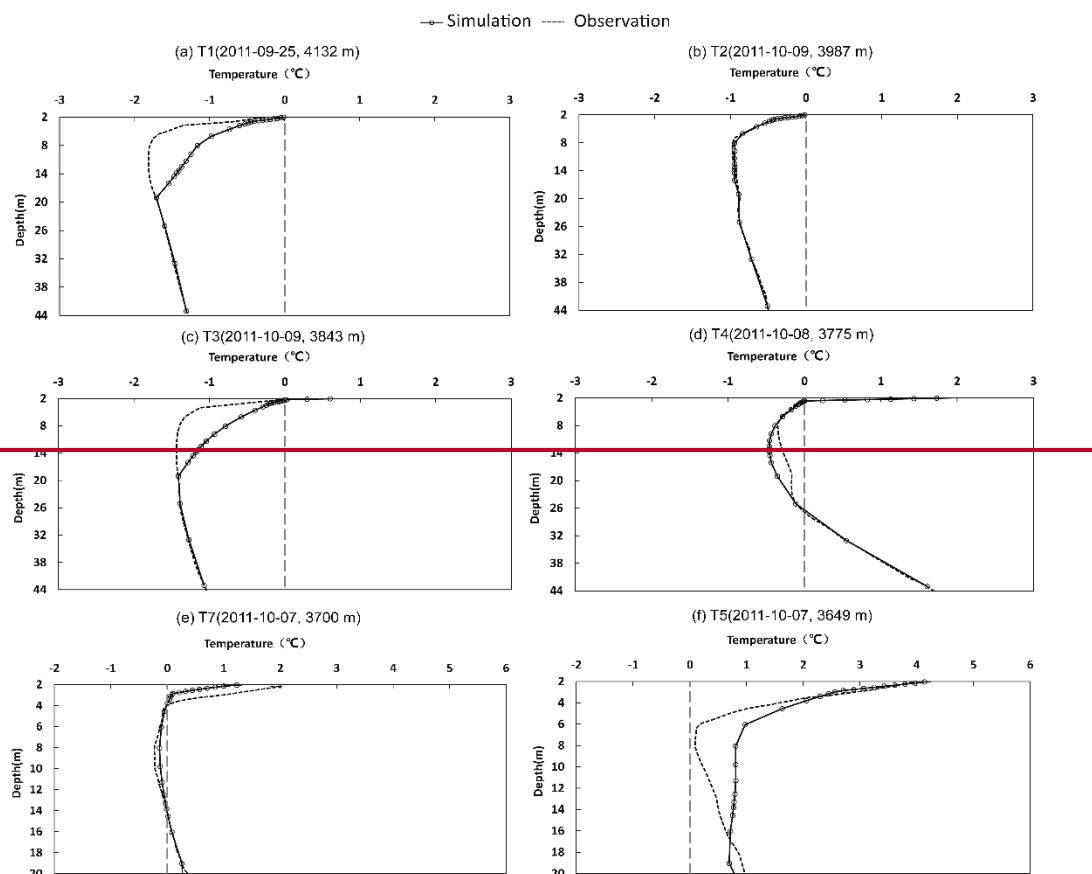 Simulation Observation
(a) T1(2011-09-25, 4132 m)
Temperature（℃）
-3 -2 -1 0 1 2 3
2
8
14
20
26
32
38
44
Depth(m)
(b) T2(2011-10-09, 3987 m)
Temperature（℃）
-3 -2 -1 0 1 2 3
2
8
14
20
26
32
38
44
Depth(m)
(c) T3(2011-10-09, 3843 m)
Temperature（℃）
-3 -2 -1 0 1 2 3
2
8
14
20
26
32
38
44
Depth(m)
(d) T4(2011-10-08, 3775 m)
Temperature（℃）
-3 -2 -1 0 1 2 3
2
8
14
20
26
32
38
44
Depth(m)
(e) T7(2011-10-07, 3700 m)
Temperature（℃）
-2 -1 0 1 2 3 4 5 6
2
4
6
8
10
12
14
16
18
20
Depth(m)
(f) T5(2011-10-07, 3649 m)
Temperature（℃）
-2 -1 0 1 2 3 4 5 6
2
4
6
8
10
12
14
16
18
20
Depth(m)